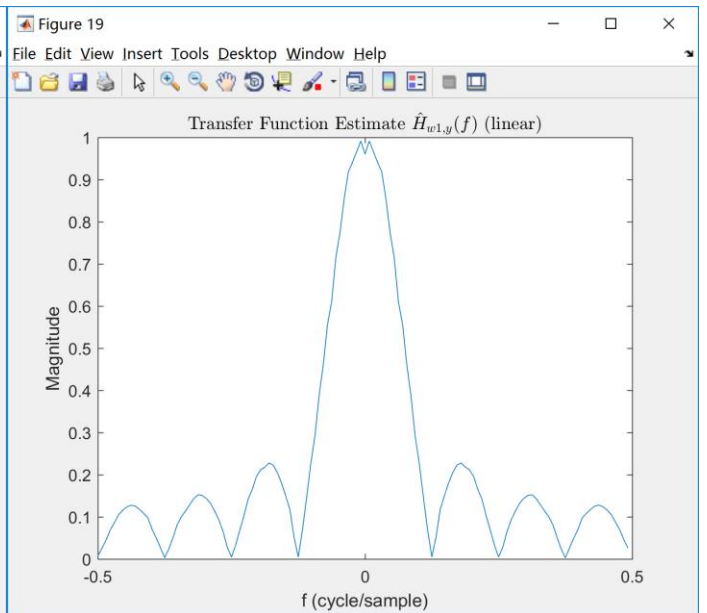 Figure 19
File Edit View Insert Tools Desktop Window Help
Transfer Function Estimate Ĥw1,y(f) (linear)
1
0.9
0.8
0.7
0.6
0.5
0.4
0.3
0.2
0.1
0
Magnitude
-0.5 0 0.5
f (cycle/sample)